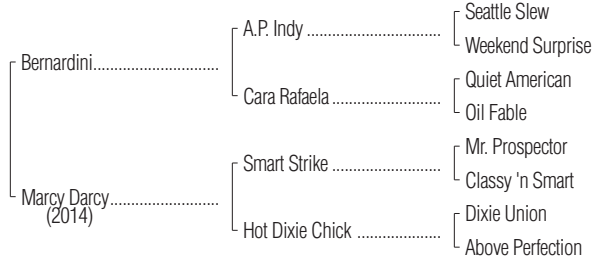 Seattle Slew
A.P. Indy ..............................
Weekend Surprise
Bernardini............................
Quiet American
Cara Rafaela ........................
Oil Fable
Mr. Prospector
Smart Strike ........................
Classy 'n Smart
Marcy Darcy........................
(2014)
Dixie Union
Hot Dixie Chick ..................
Above Perfection